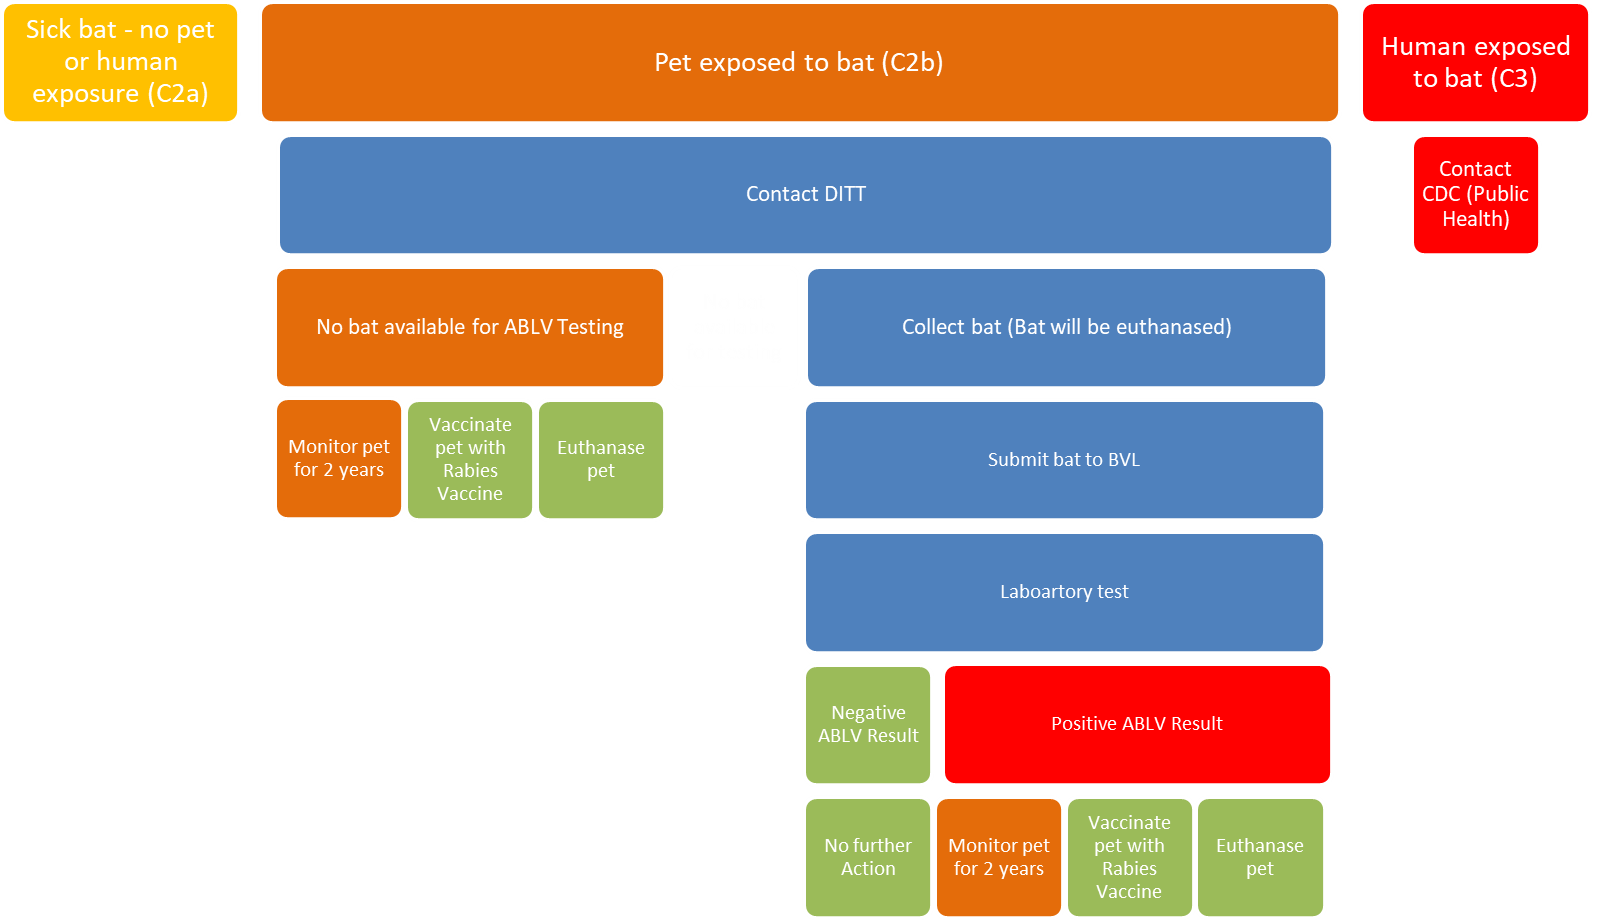 Sick bat - no pet
or human
exposure (C2a)
Pet exposed to bat (C2b)
Human exposed
to bat (C3)
Contact DITT
Contact
CDC (Public
Health)
No bat available for ABLV Testing
Collect bat (Bat will be euthanased)
Monitor pet
for 2 years
Vaccinate
pet with
Rabies
Vaccine
Euthanase
pet
Submit bat to BVL
Laboartory test
Negative
ABLV Result
Positive ABLV Result
No further
Action
Monitor pet
for 2 years
Vaccinate
pet with
Rabies
Vaccine
Euthanase
pet